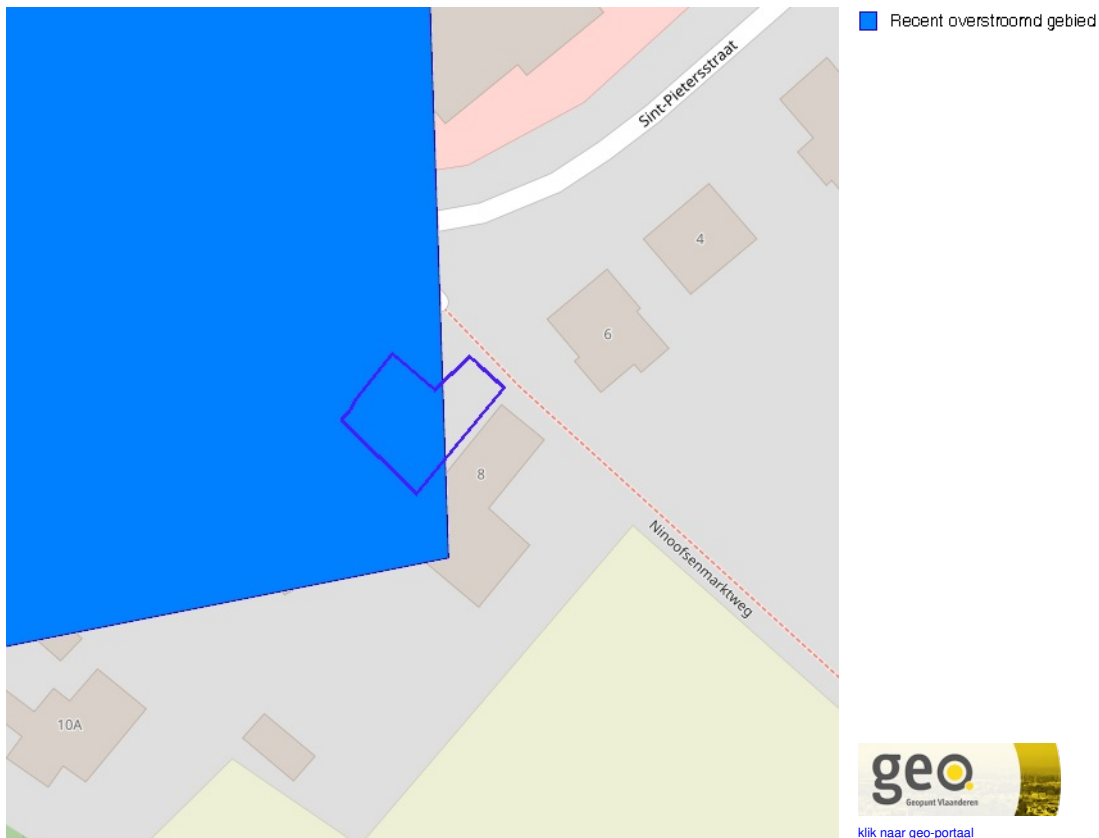 Recent overstroomd gebied
Sint-Pietersstraat
4
6
8
Ninoofsenmarktweg
10A
geo.
Geopunt Vlaanderen
klik naar geo-portaal